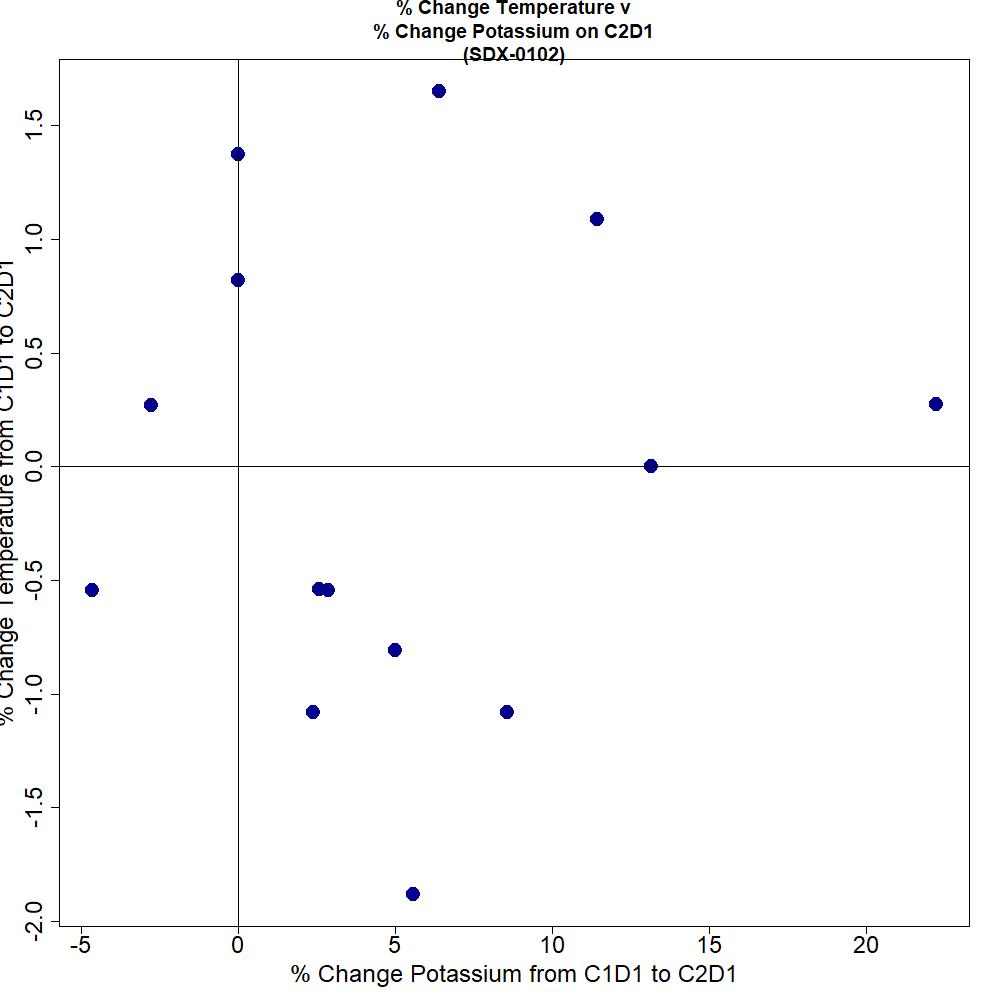 % Change Temperature v
% Change Potassium on C2D1
(SDX-0102)
% Change Temperature from C1D1 to C2D1
1.5
1.0
0.5
0.0
-0.5
-1.0
-1.5
-2.0
-5
0
5
10
15
20
% Change Potassium from C1D1 to C2D1